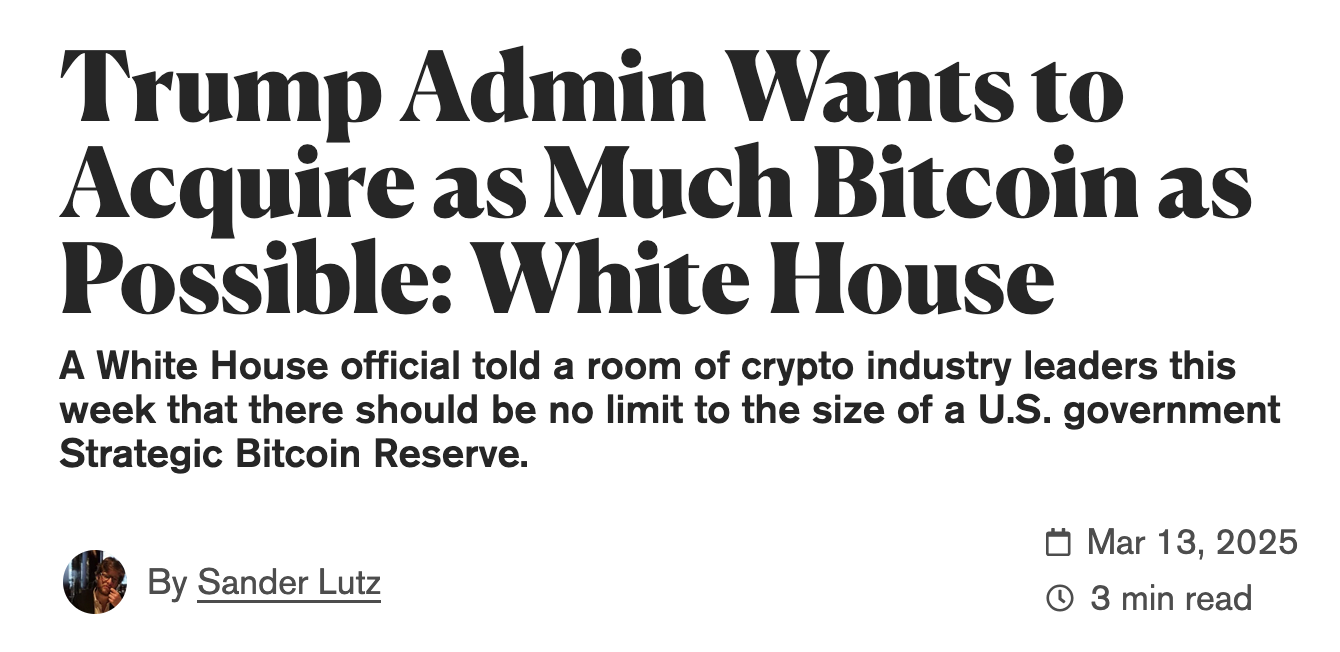 Trump Admin Wants to
Acquire as Much Bitcoin as
Possible: White House
A White House official told a room of crypto industry leaders this
week that there should be no limit to the size of a U.S. government
Strategic Bitcoin Reserve.
By Sander Lutz
Mar 13, 2025
3 min read